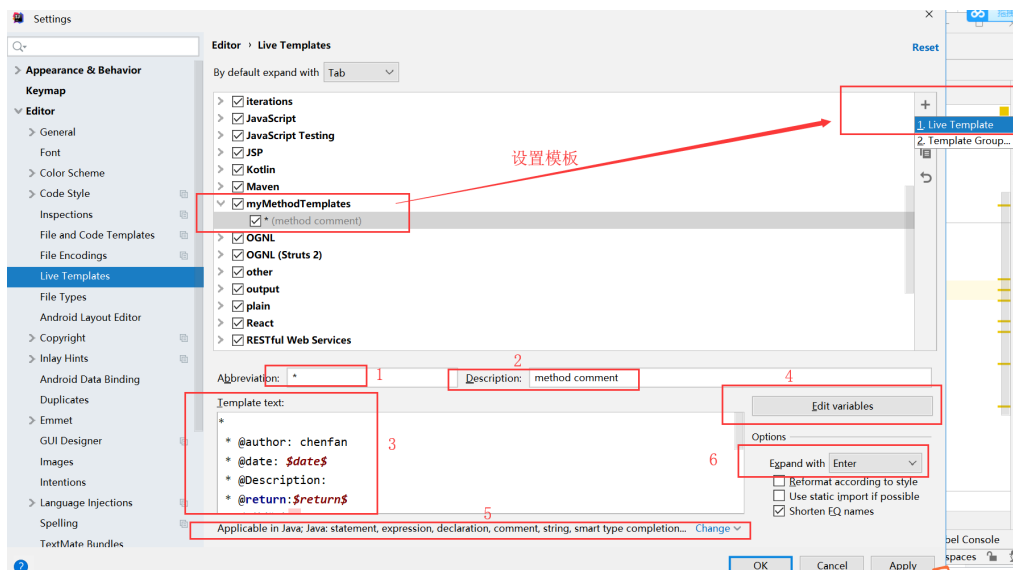 Settings
Editor › Live Templates
Reset
Appearance & Behavior
Keymap
Editor
General
Font
Color Scheme
Code Style
Inspections
File and Code Templates
File Encodings
Live Templates
File Types
Android Layout Editor
Copyright
Inlay Hints
Android Data Binding
Duplicates
Emmet
GUI Designer
Images
Intentions
Language Injections
Spelling
TextMate Bundles
By default expand with Tab
iterations
JavaScript
JavaScript Testing
JSP
Kotlin
Maven
myMethodTemplates
* (method comment)
OGNL
OGNL (Struts 2)
other
output
plain
React
RESTful Web Services
设置模板
1. Live Template
2. Template Group...
Abbreviation: *
1
2
Description: method comment
Template text:
*
* @author: chenfan
* @date: $date$
* @Description:
* @return:$return$
3
4
Edit variables
Options
6
Expand with Enter
Reformat according to style
Use static import if possible
Shorten FQ names
5
Applicable in Java; Java: statement, expression, declaration, comment, string, smart type completion... Change
OK
Cancel
Apply
bel Console
spaces